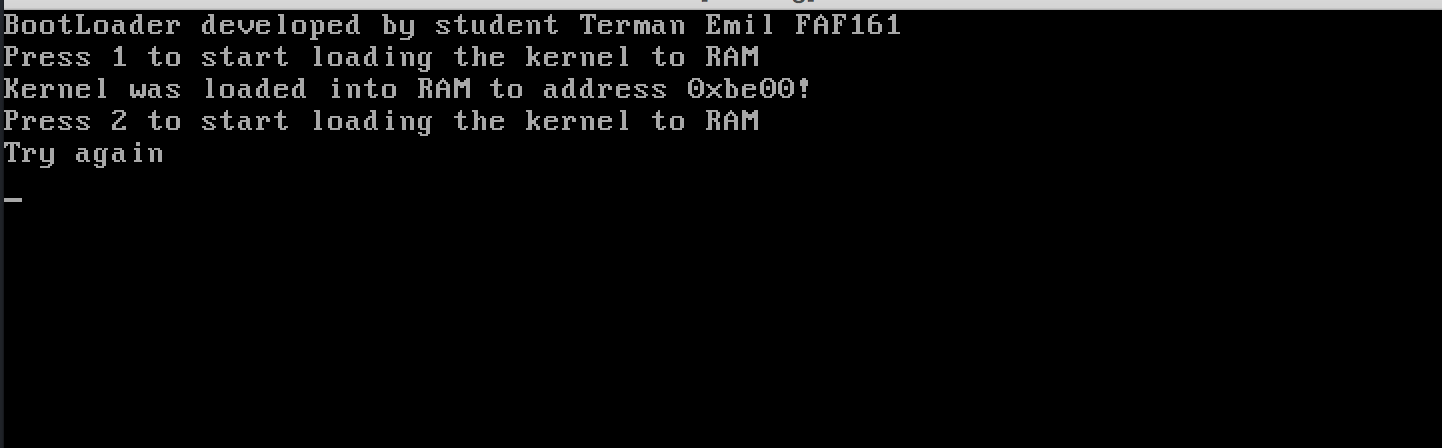 BootLoader developed by student Terman Emil FAF161
Press 1 to start loading the kernel to RAM
Kernel was loaded into RAM to address 0xbe00!
Press 2 to start loading the kernel to RAM
Try again